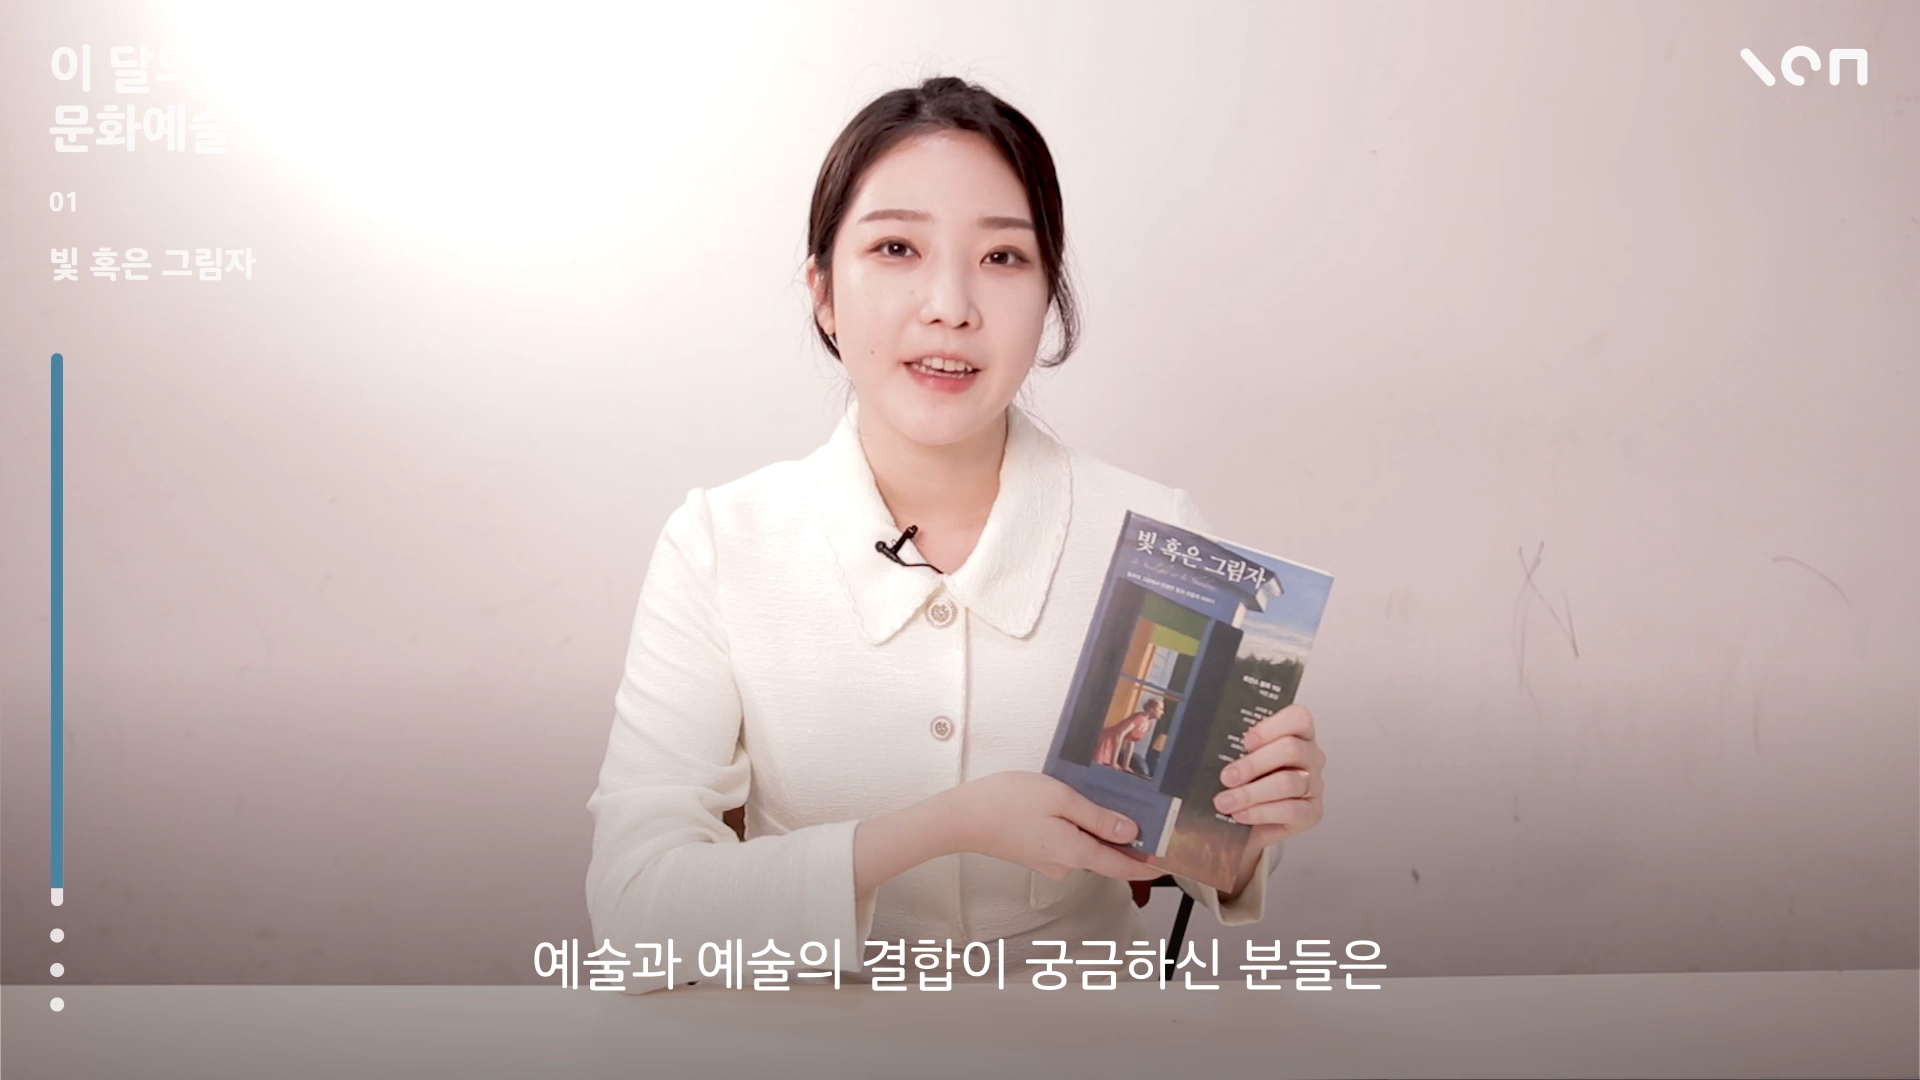 이 달의
문화예술
01
빛 혹은 그림자
빛 혹은 그림자
예술과 예술의 결합이 궁금하신 분들은